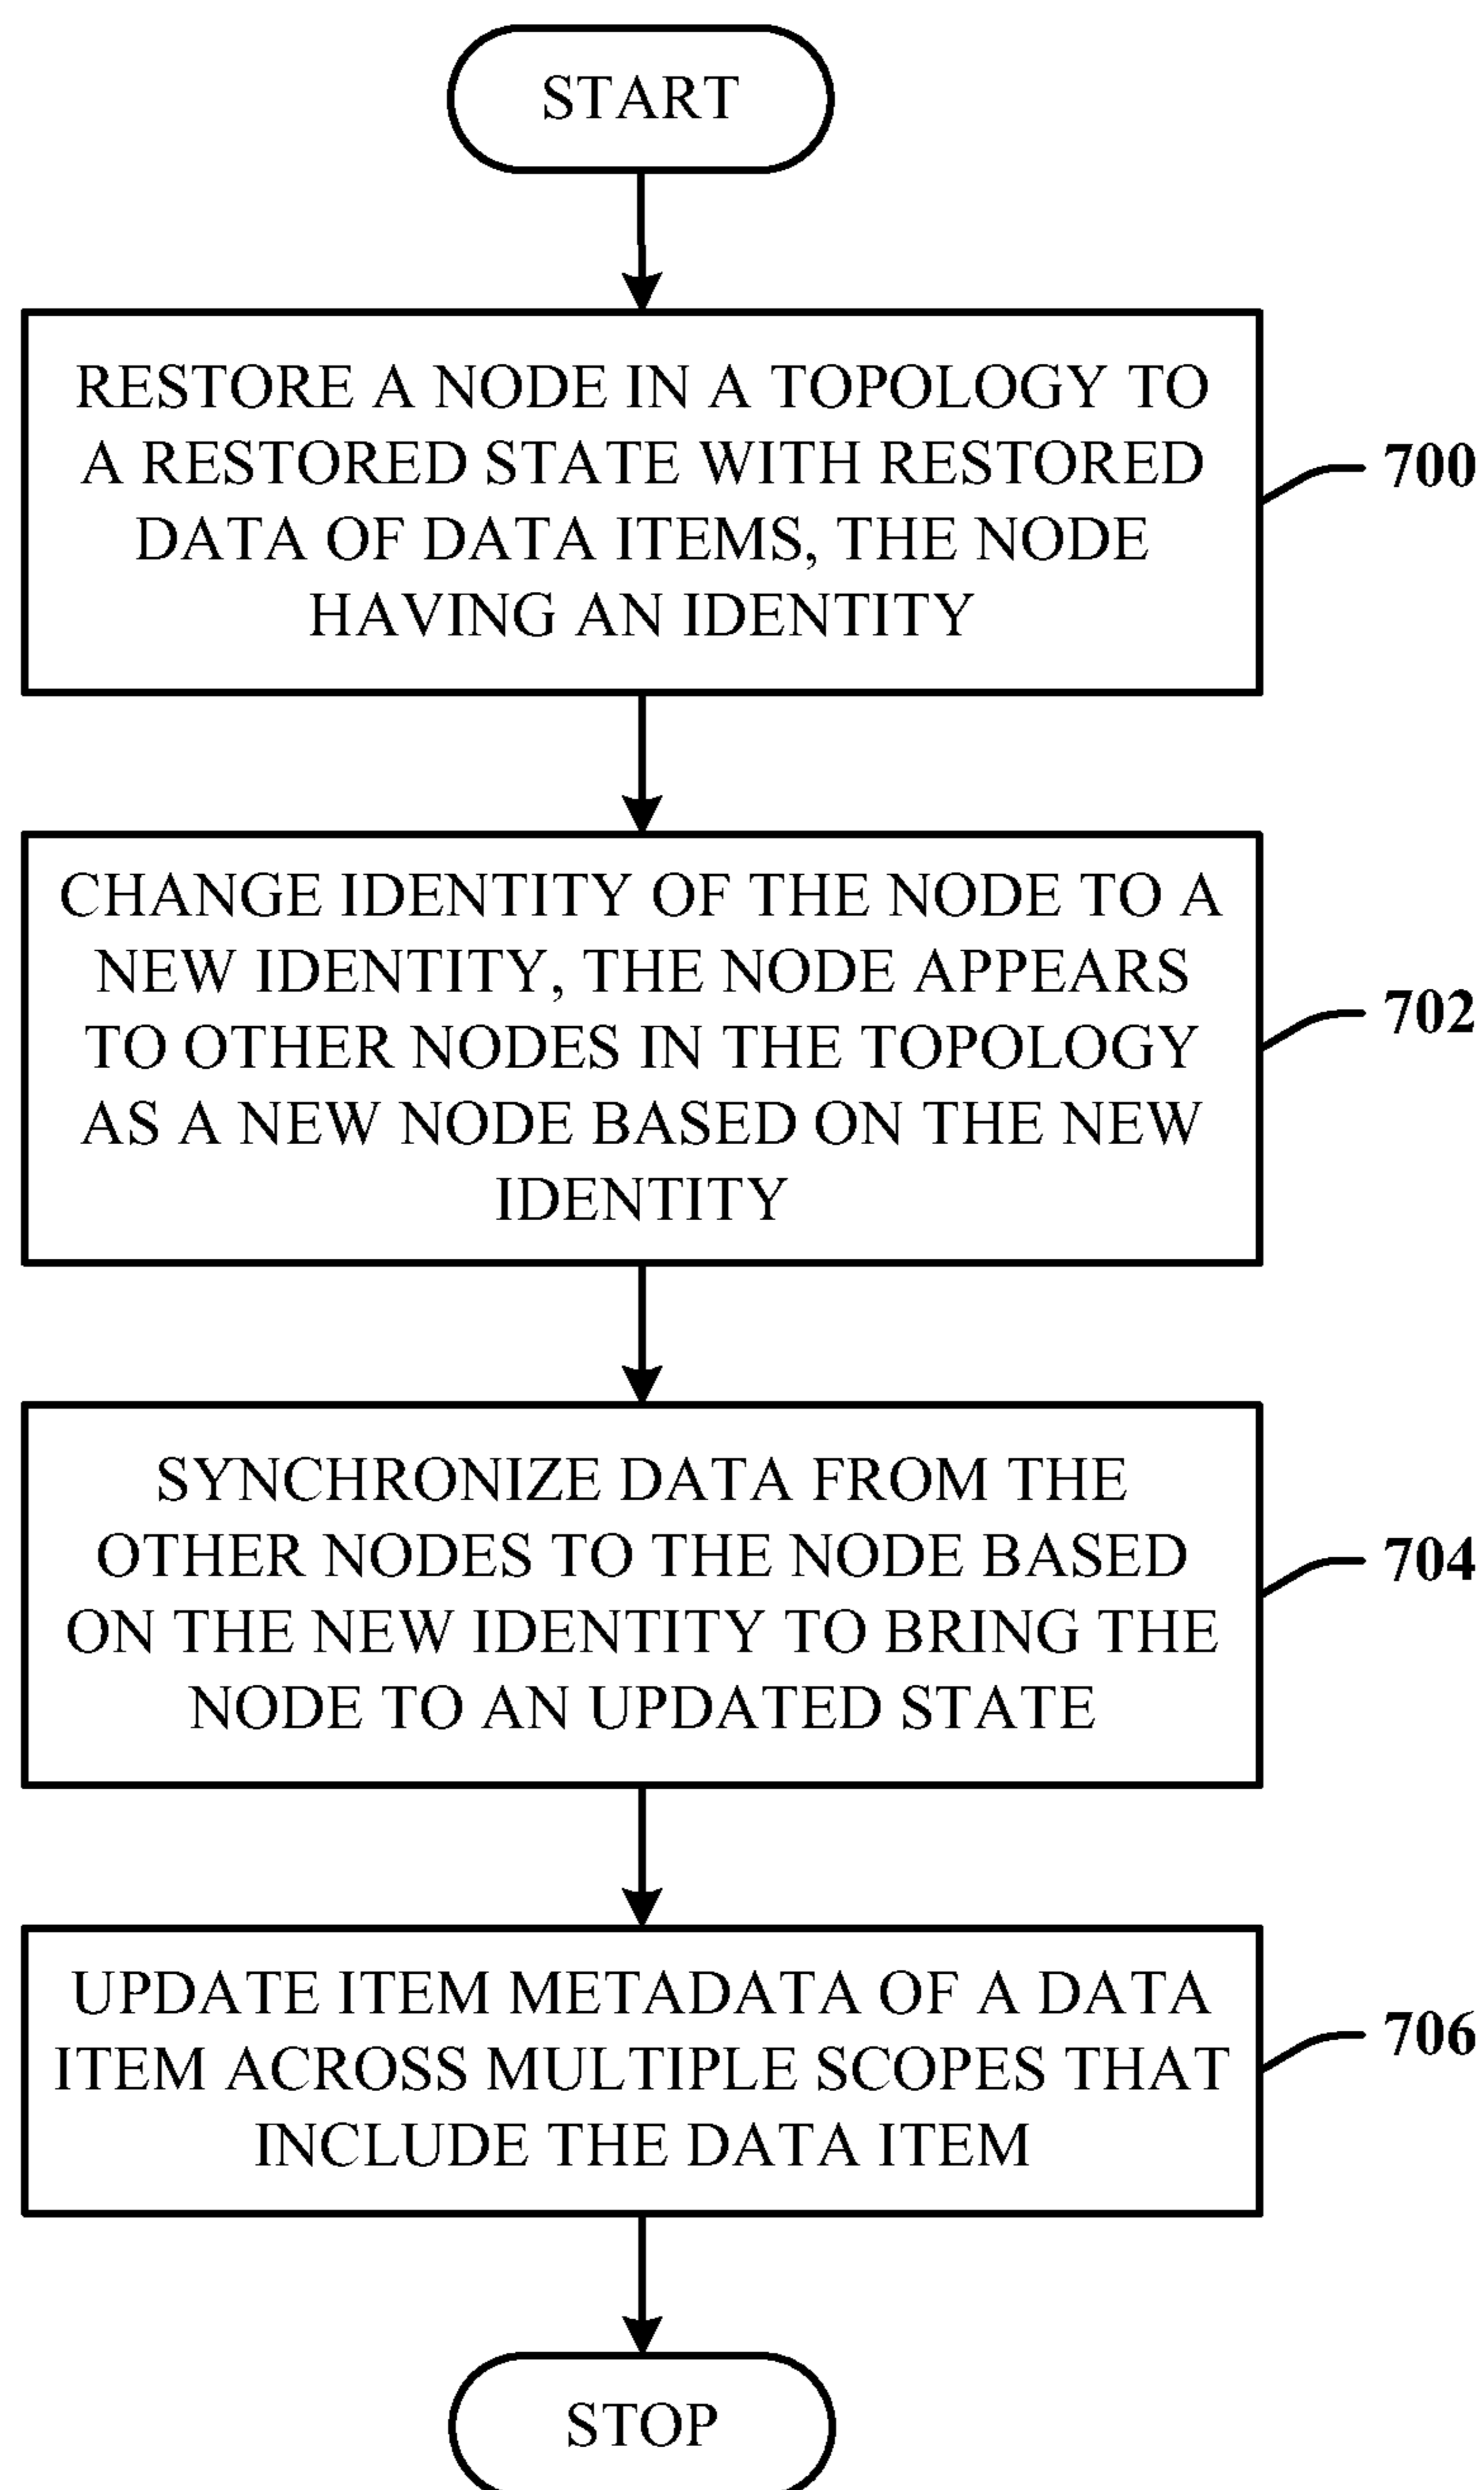 START
RESTORE A NODE IN A TOPOLOGY TO
A RESTORED STATE WITH RESTORED
DATA OF DATA ITEMS, THE NODE
HAVING AN IDENTITY
700
CHANGE IDENTITY OF THE NODE TO A
NEW IDENTITY, THE NODE APPEARS
TO OTHER NODES IN THE TOPOLOGY
AS A NEW NODE BASED ON THE NEW
IDENTITY
702
SYNCHRONIZE DATA FROM THE
OTHER NODES TO THE NODE BASED
ON THE NEW IDENTITY TO BRING THE
NODE TO AN UPDATED STATE
704
UPDATE ITEM METADATA OF A DATA
ITEM ACROSS MULTIPLE SCOPES THAT
INCLUDE THE DATA ITEM
706
STOP